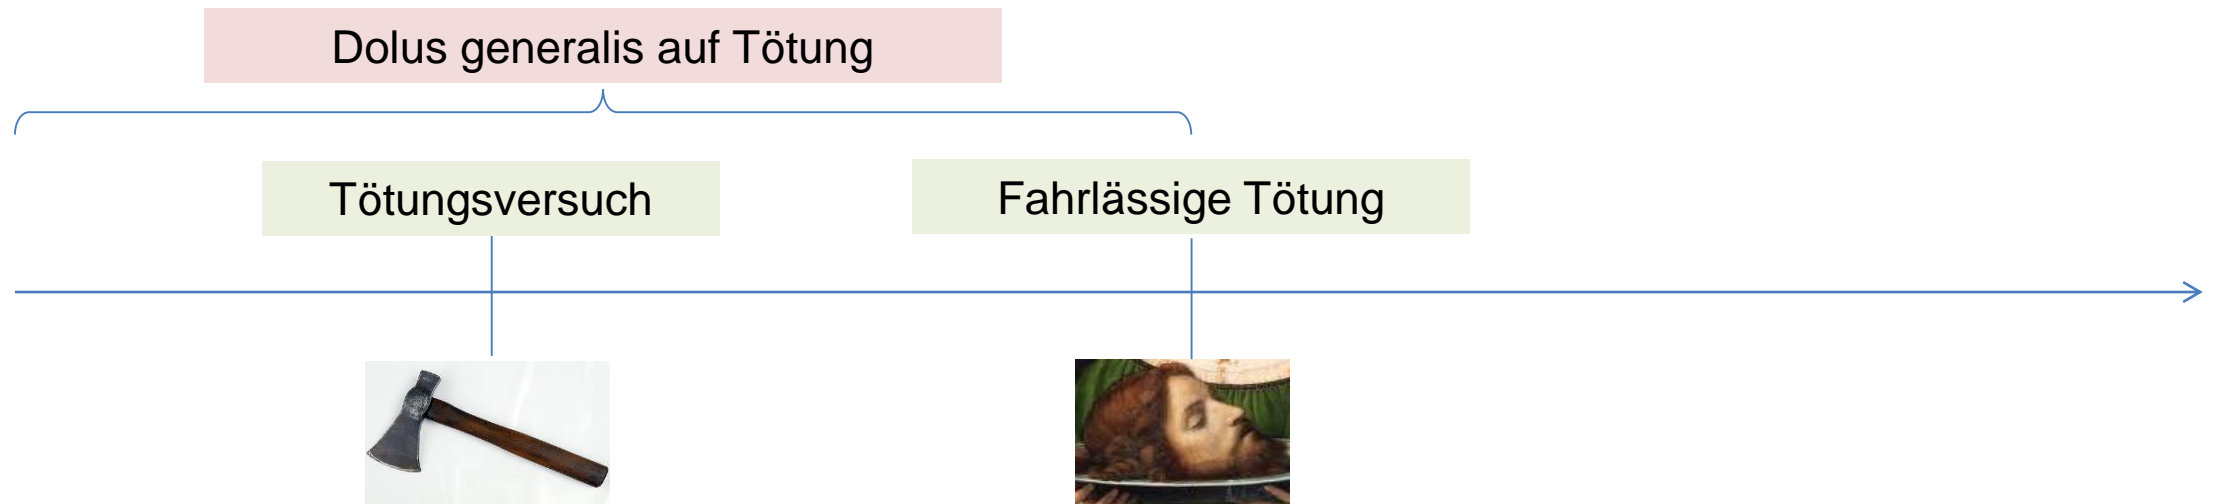 Dolus generalis auf Tötung
Tötungsversuch
Fahrlässige Tötung